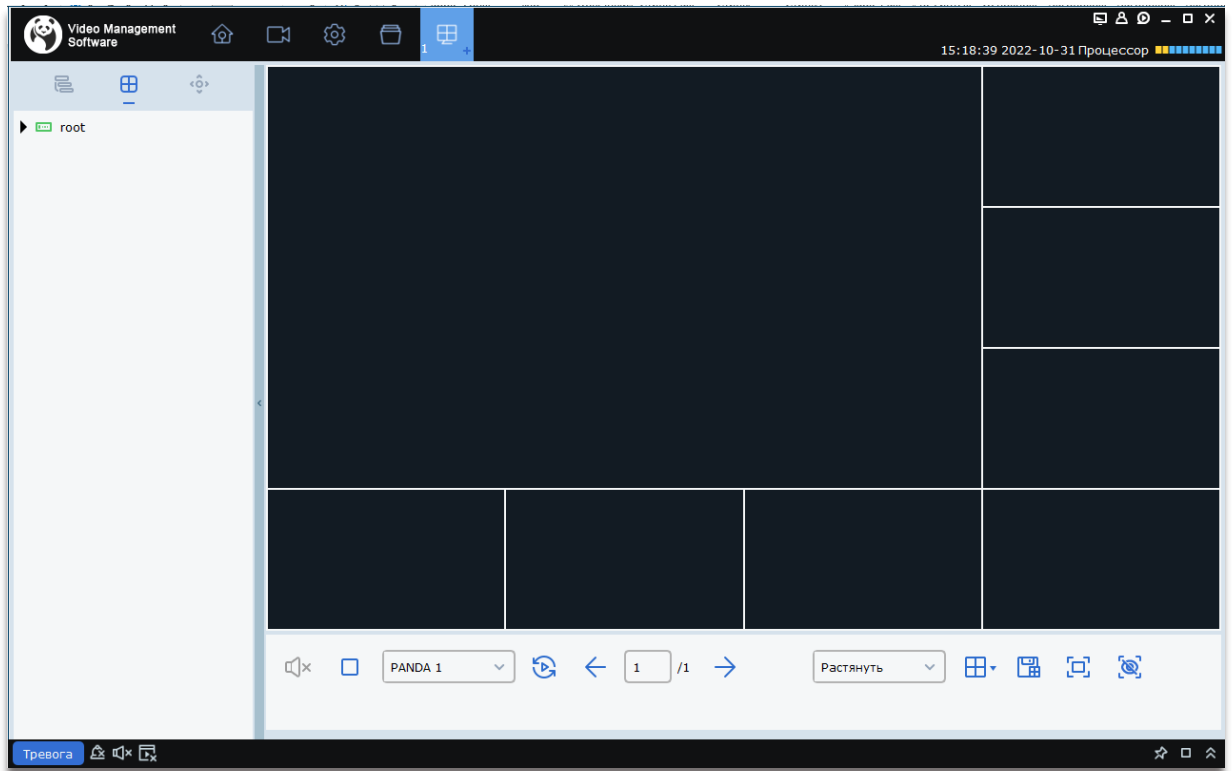 Video Management
Software
1
15:18:39 2022-10-31 Процессор
root
PANDA 1
1 /1
Растянуть
Тревога